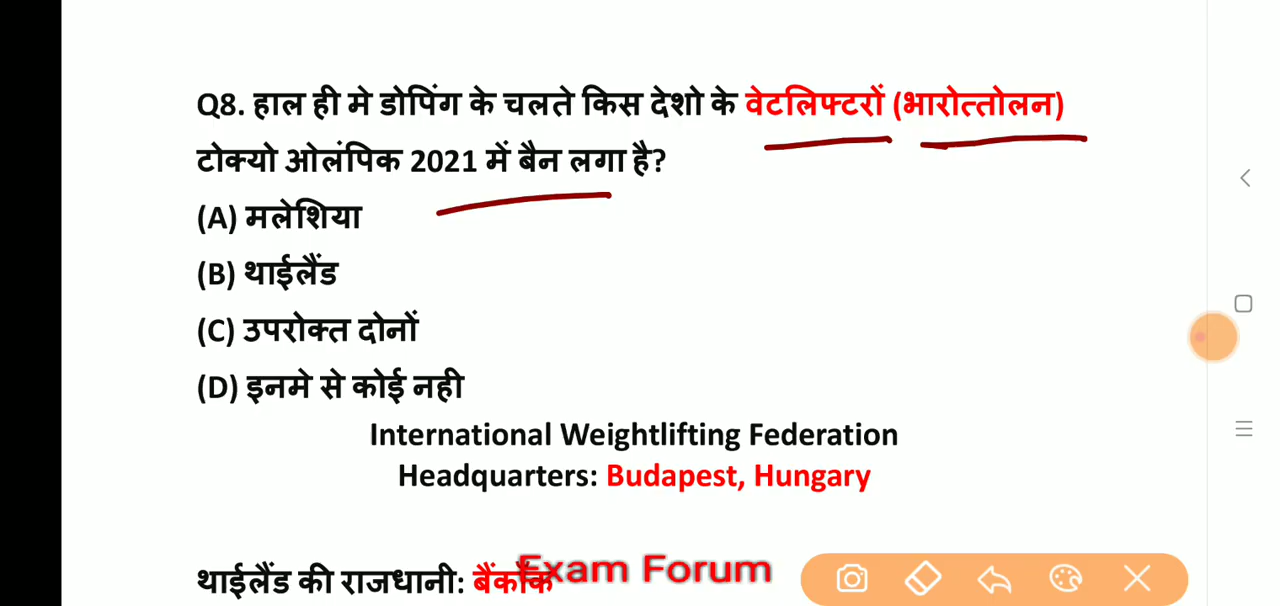 Q8. हाल ही मे डोपिंग के चलते किस देशो के वेटलिफ्टरों (भारोत्तोलन)
टोक्यो ओलंपिक 2021 में बैन लगा है?
(A) मलेशिया
(B) थाईलैंड
(C) उपरोक्त दोनों
(D) इनमे से कोई नही
International Weightlifting Federation
Headquarters: Budapest, Hungary
थाईलैंड की राजधानी: बैंकॉक
Exam Forum